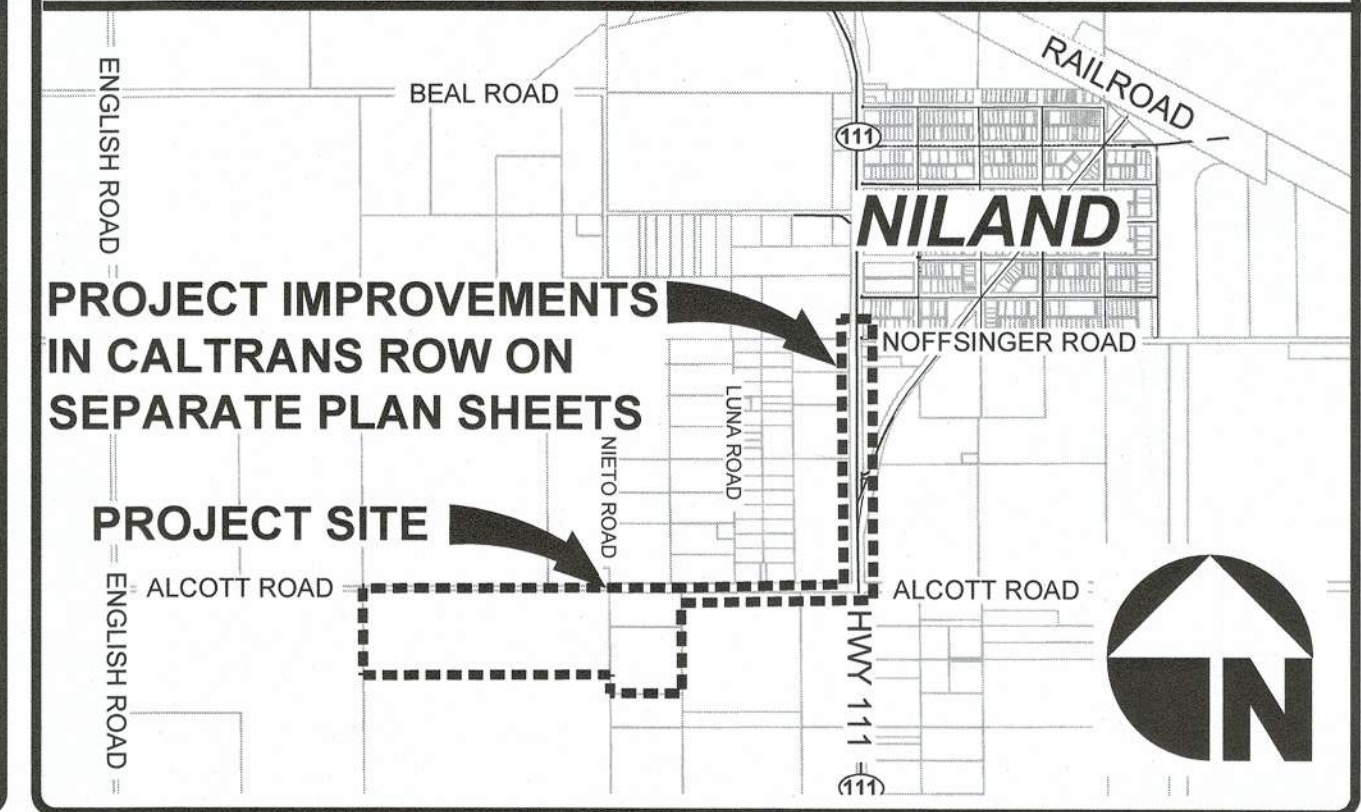 ENGLISH ROAD
BEAL ROAD
RAILROAD
111
NILAND
PROJECT IMPROVEMENTS
IN CALTRANS ROW ON
SEPARATE PLAN SHEETS
NOFFSINGER ROAD
LUNA ROAD
NIETO ROAD
PROJECT SITE
ALCOTT ROAD
ALCOTT ROAD
ENGLISH ROAD
HWY 111
N
111